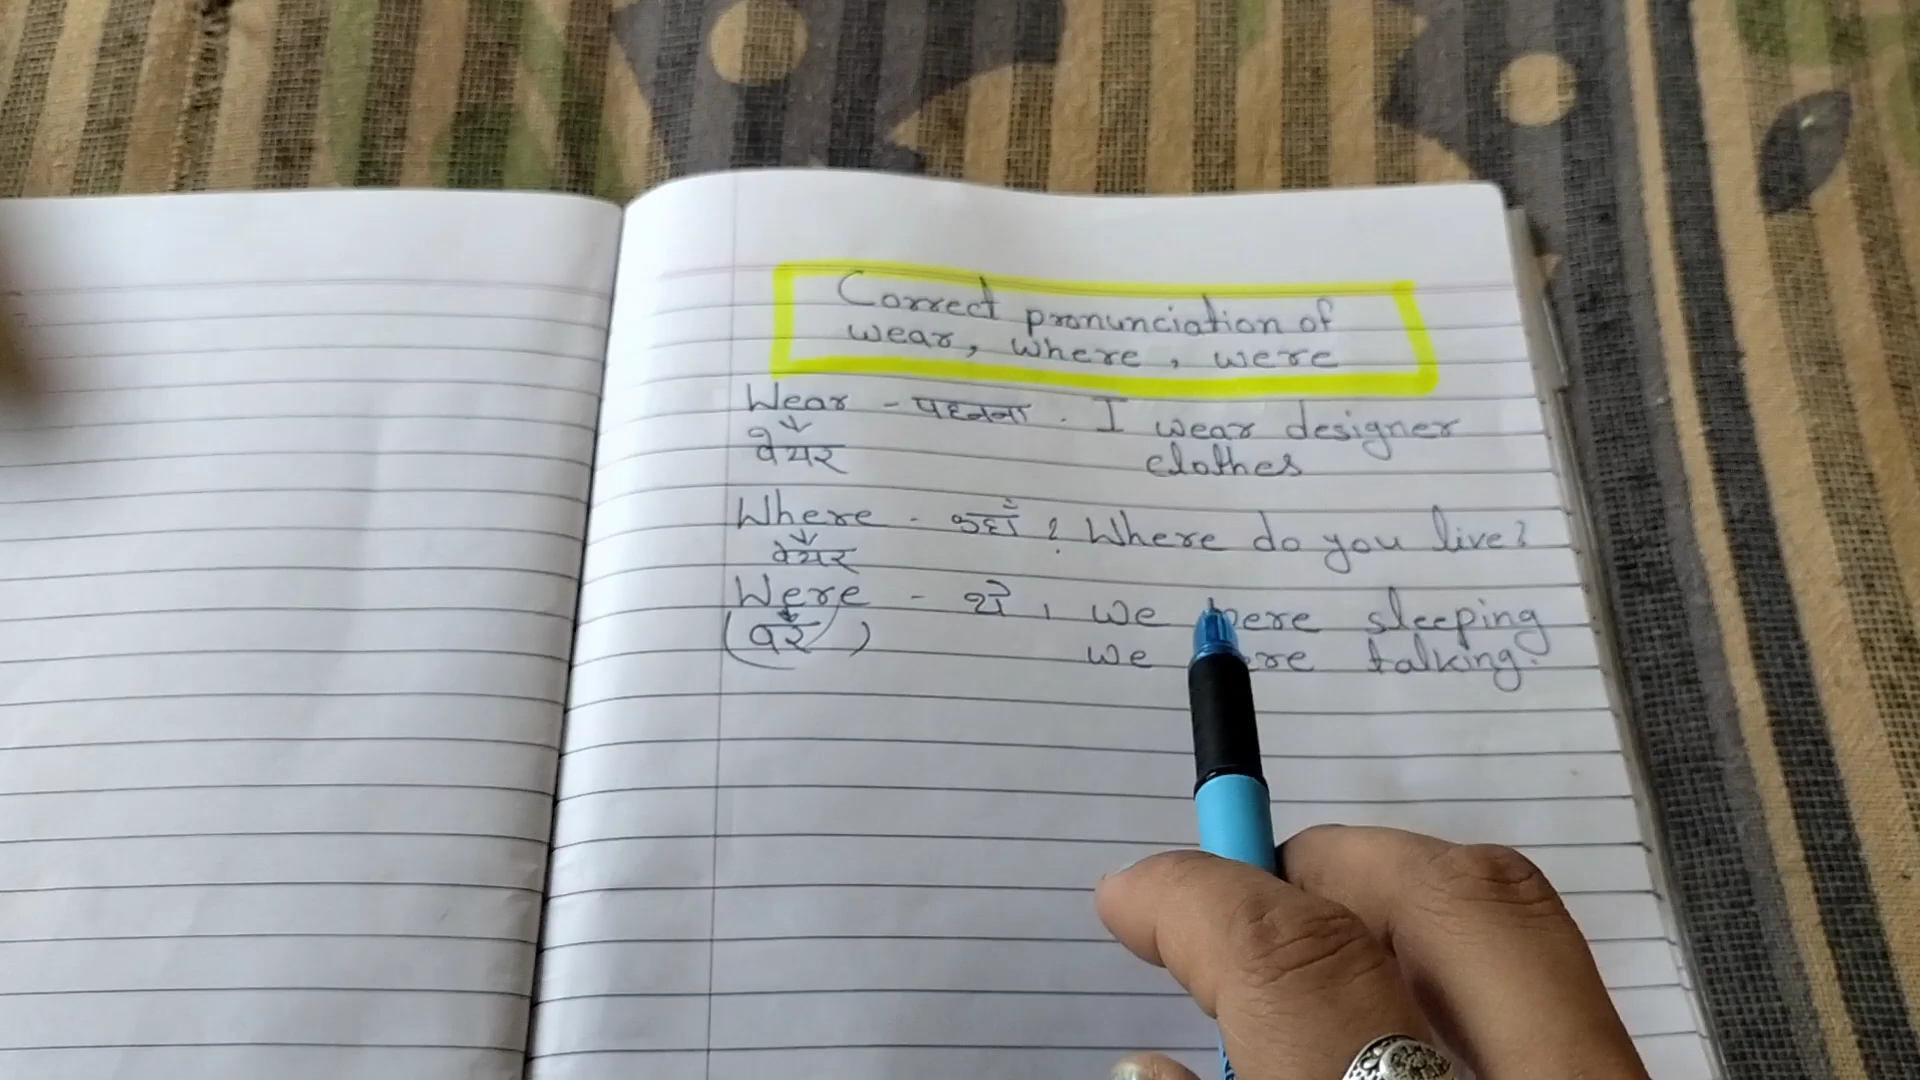 Correct pronunciation of
wear, where, were
Wear - पहनना . I wear designer
वेयर clothes
Where - कहाँ ? Where do you live?
वेयर
Were - थे , we were sleeping
(वर) we talking.